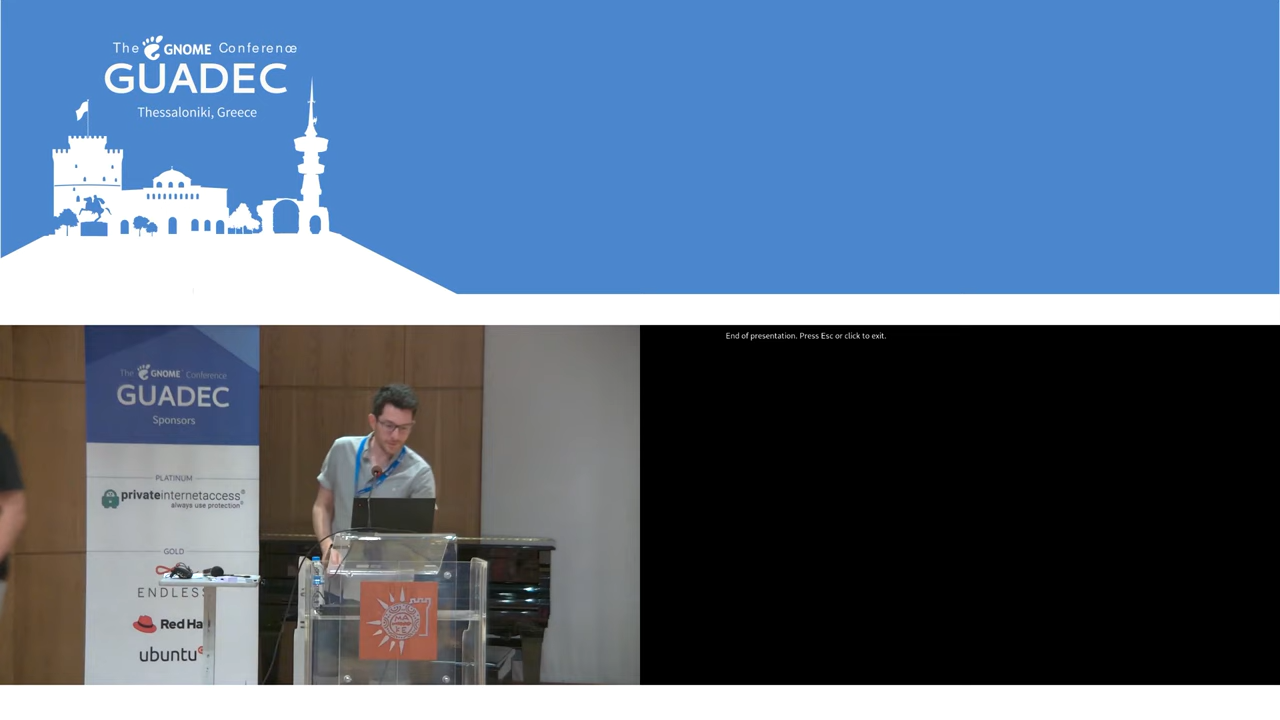 The GNOME Conference
GUADEC
Thessaloniki, Greece
End of presentation. Press Esc or click to exit.
The GNOME Conference
GUADEC
Sponsors
PLATINUM
privateinternetaccess®
always use protection®
GOLD
ENDLESS
Red Ha
ubuntu